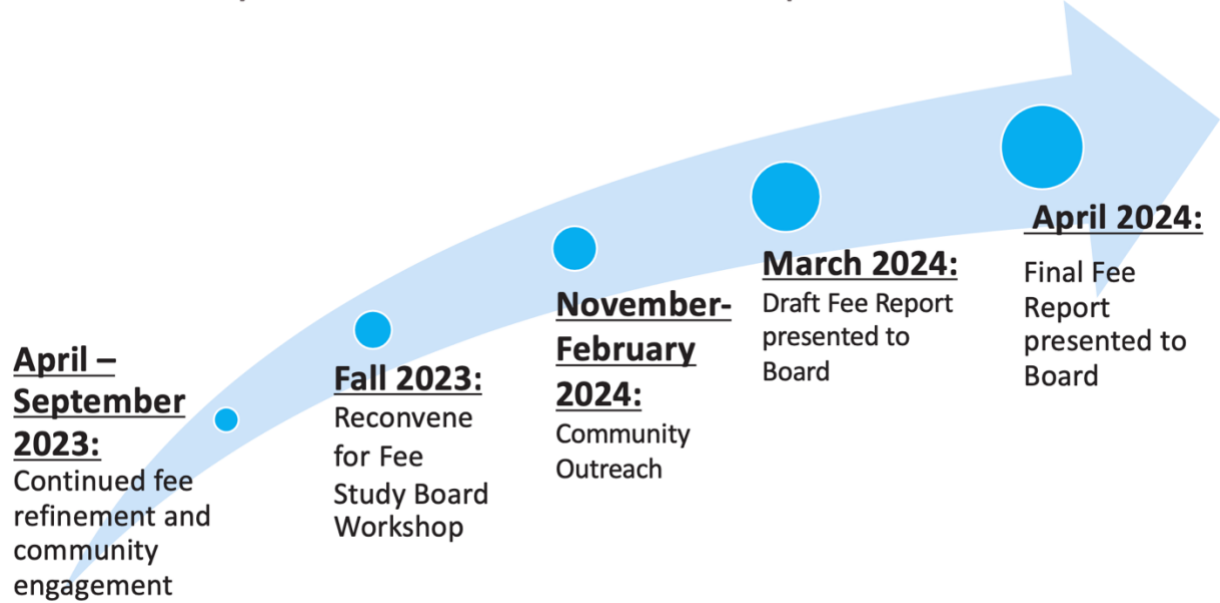 April –
September
2023:
Continued fee
refinement and
community
engagement
Fall 2023:
Reconvene
for Fee
Study Board
Workshop
November-
February
2024:
Community
Outreach
March 2024:
Draft Fee Report
presented to
Board
April 2024:
Final Fee
Report
presented to
Board